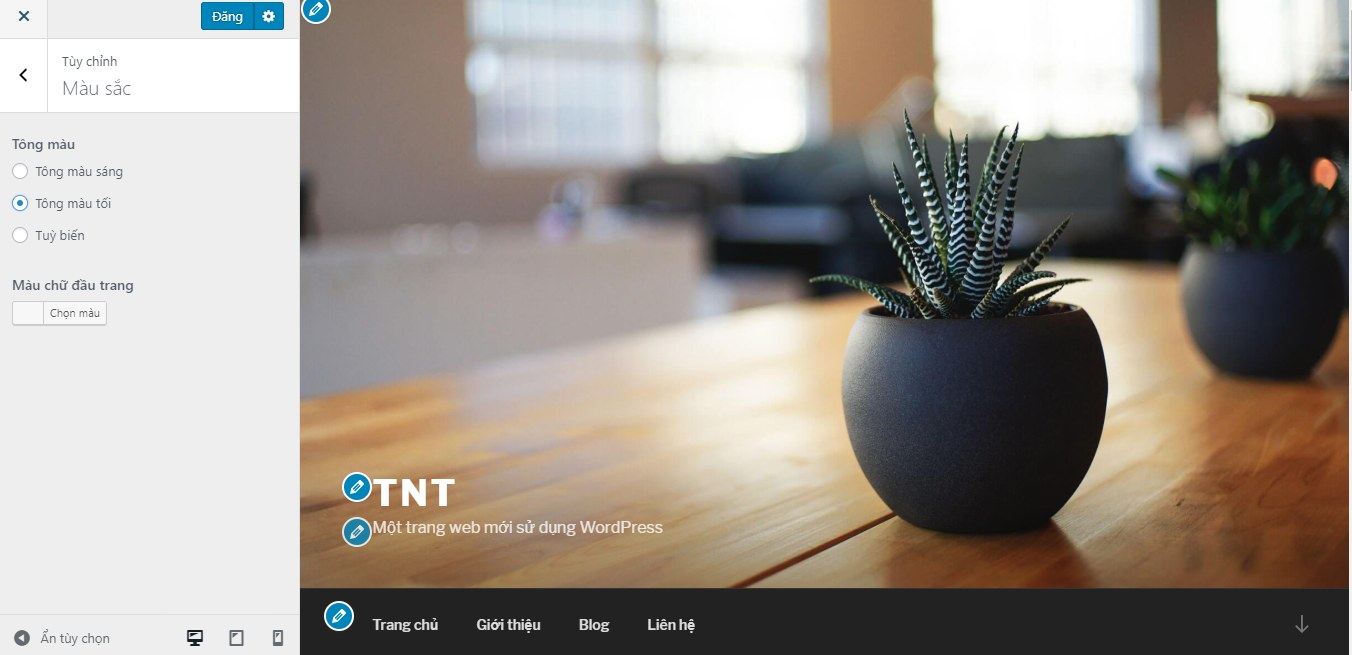 Đăng
Tùy chỉnh
Màu sắc
Tông màu
Tông màu sáng
Tông màu tối
Tuỳ biến
Màu chữ đầu trang
Chọn màu
Ẩn tùy chọn
TNT
Một trang web mới sử dụng WordPress
Trang chủ Giới thiệu Blog Liên hệ